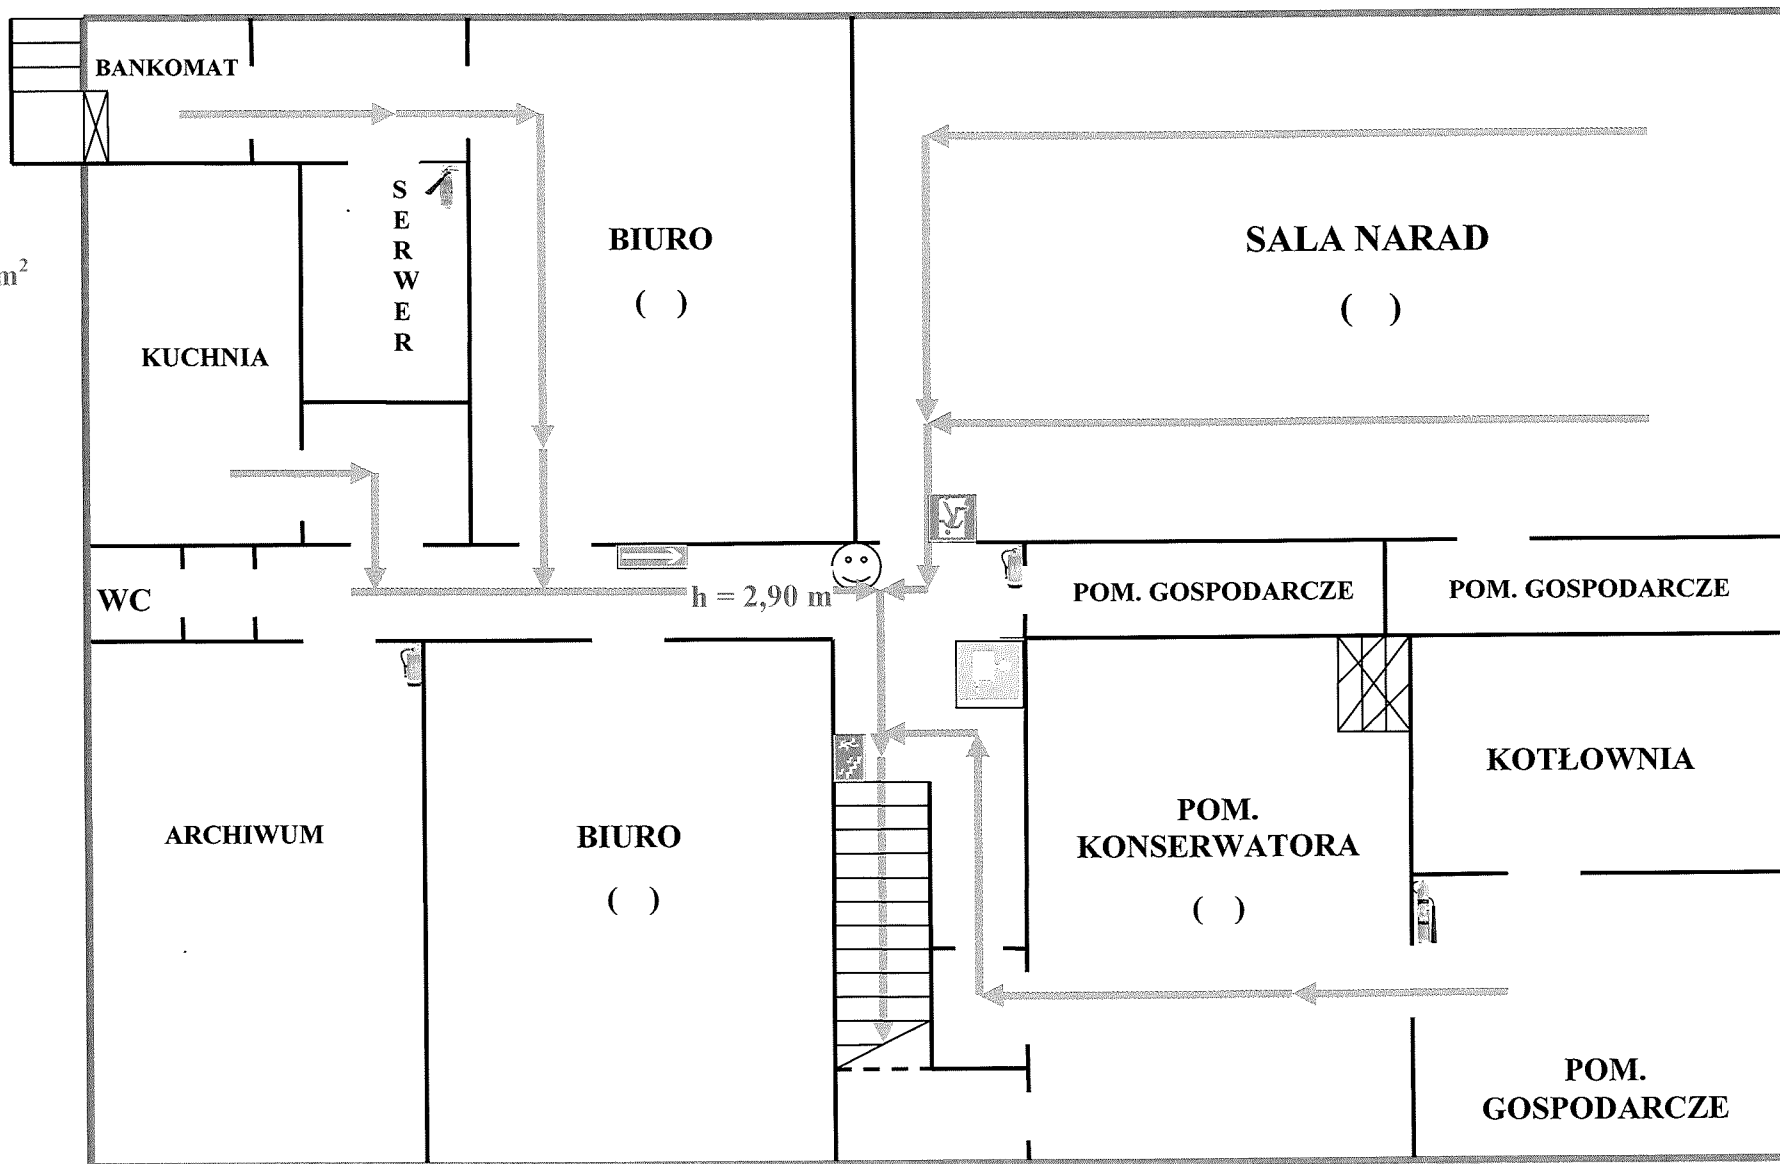 BANKOMAT
S
E
R
W
E
R
BIURO
( )
SALA NARAD
( )
m²
KUCHNIA
WC
h = 2,90 m
POM. GOSPODARCZE
POM. GOSPODARCZE
KOTŁOWNIA
ARCHIWUM
BIURO
( )
POM.
KONSERWATORA
( )
POM.
GOSPODARCZE